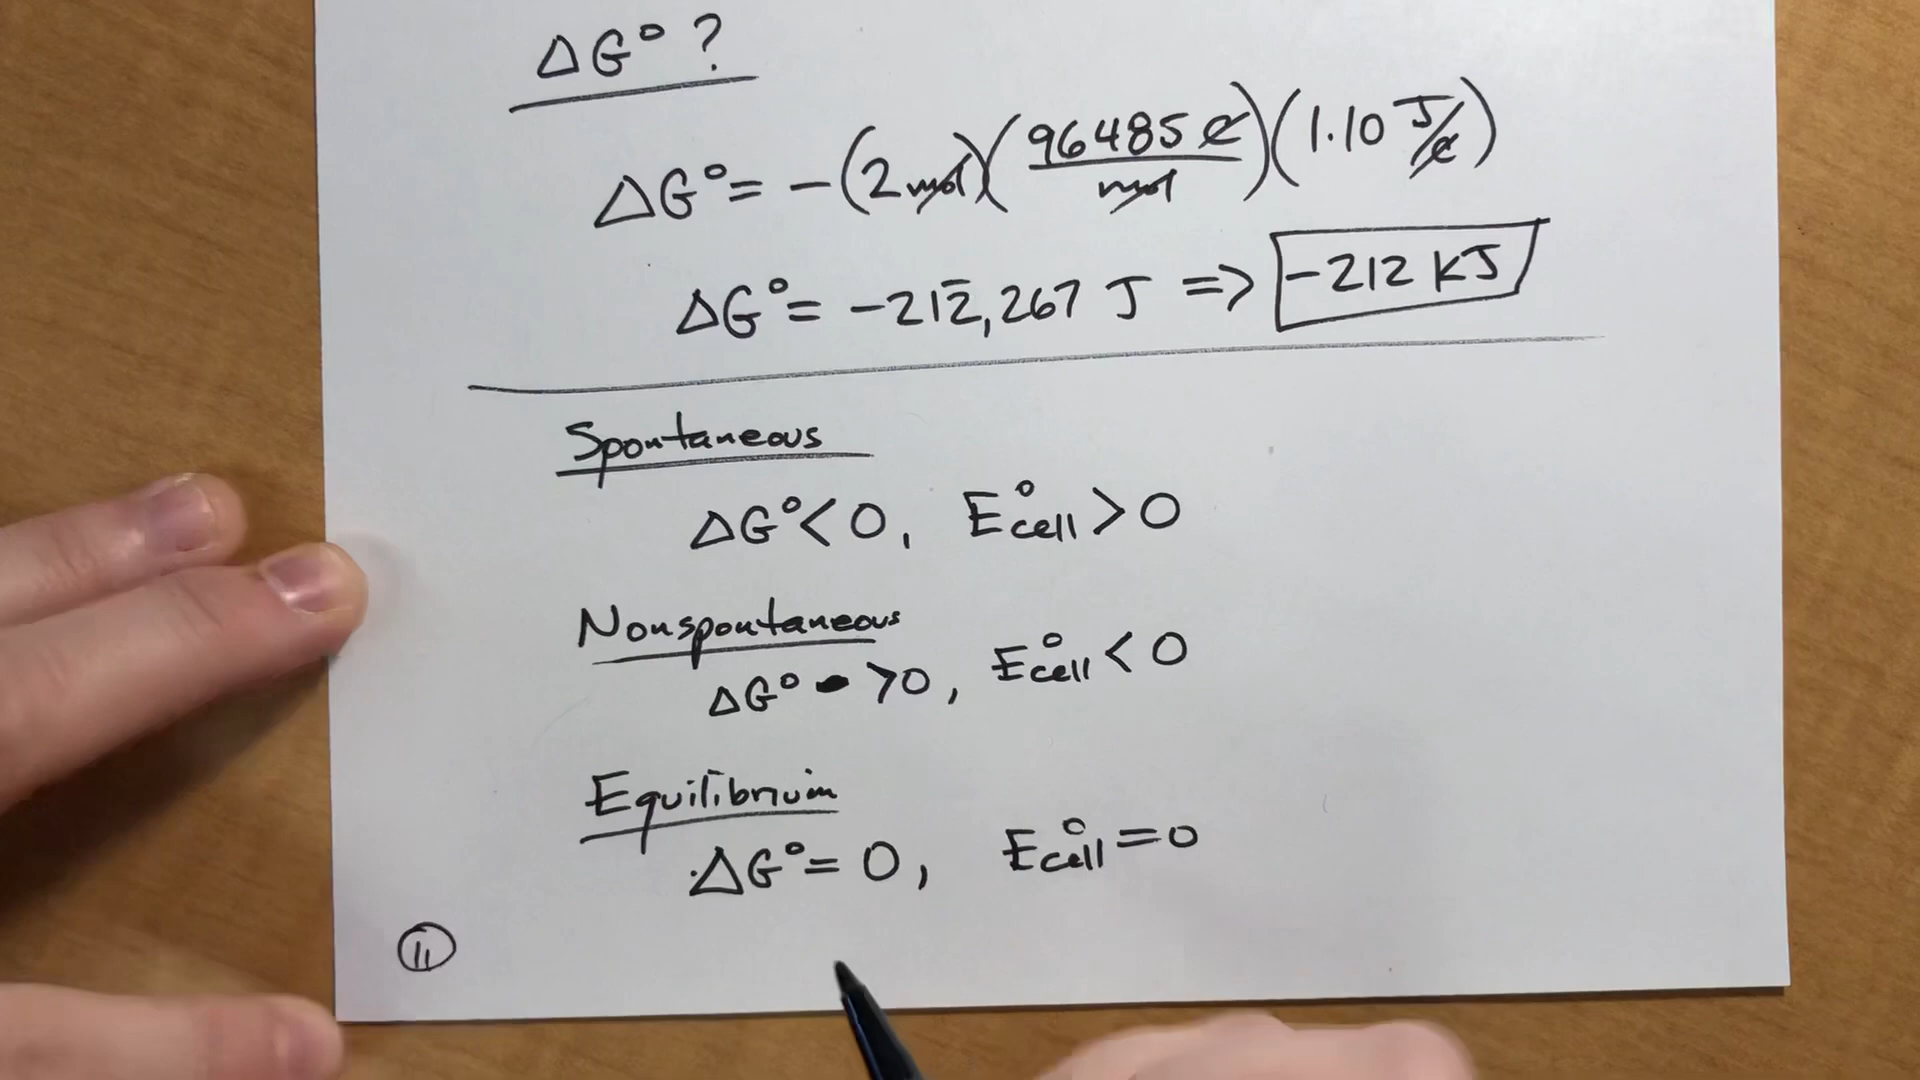 ΔG° ?
ΔG° = -(2 mol)(96485 C/mol)(1.10 J/C)
ΔG° = -212,267 J => -212 kJ
Spontaneous
ΔG° < 0, E°cell > 0
Nonspontaneous
ΔG° > 0, E°cell < 0
Equilibrium
ΔG° = 0, E°cell = 0
11